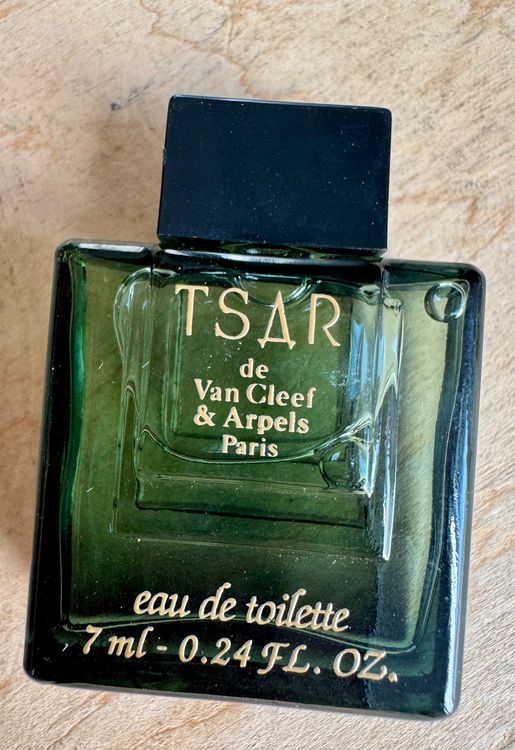 TSAR
de
Van Cleef
& Arpels
Paris
eau de toilette
7 ml - 0.24 FL. OZ.